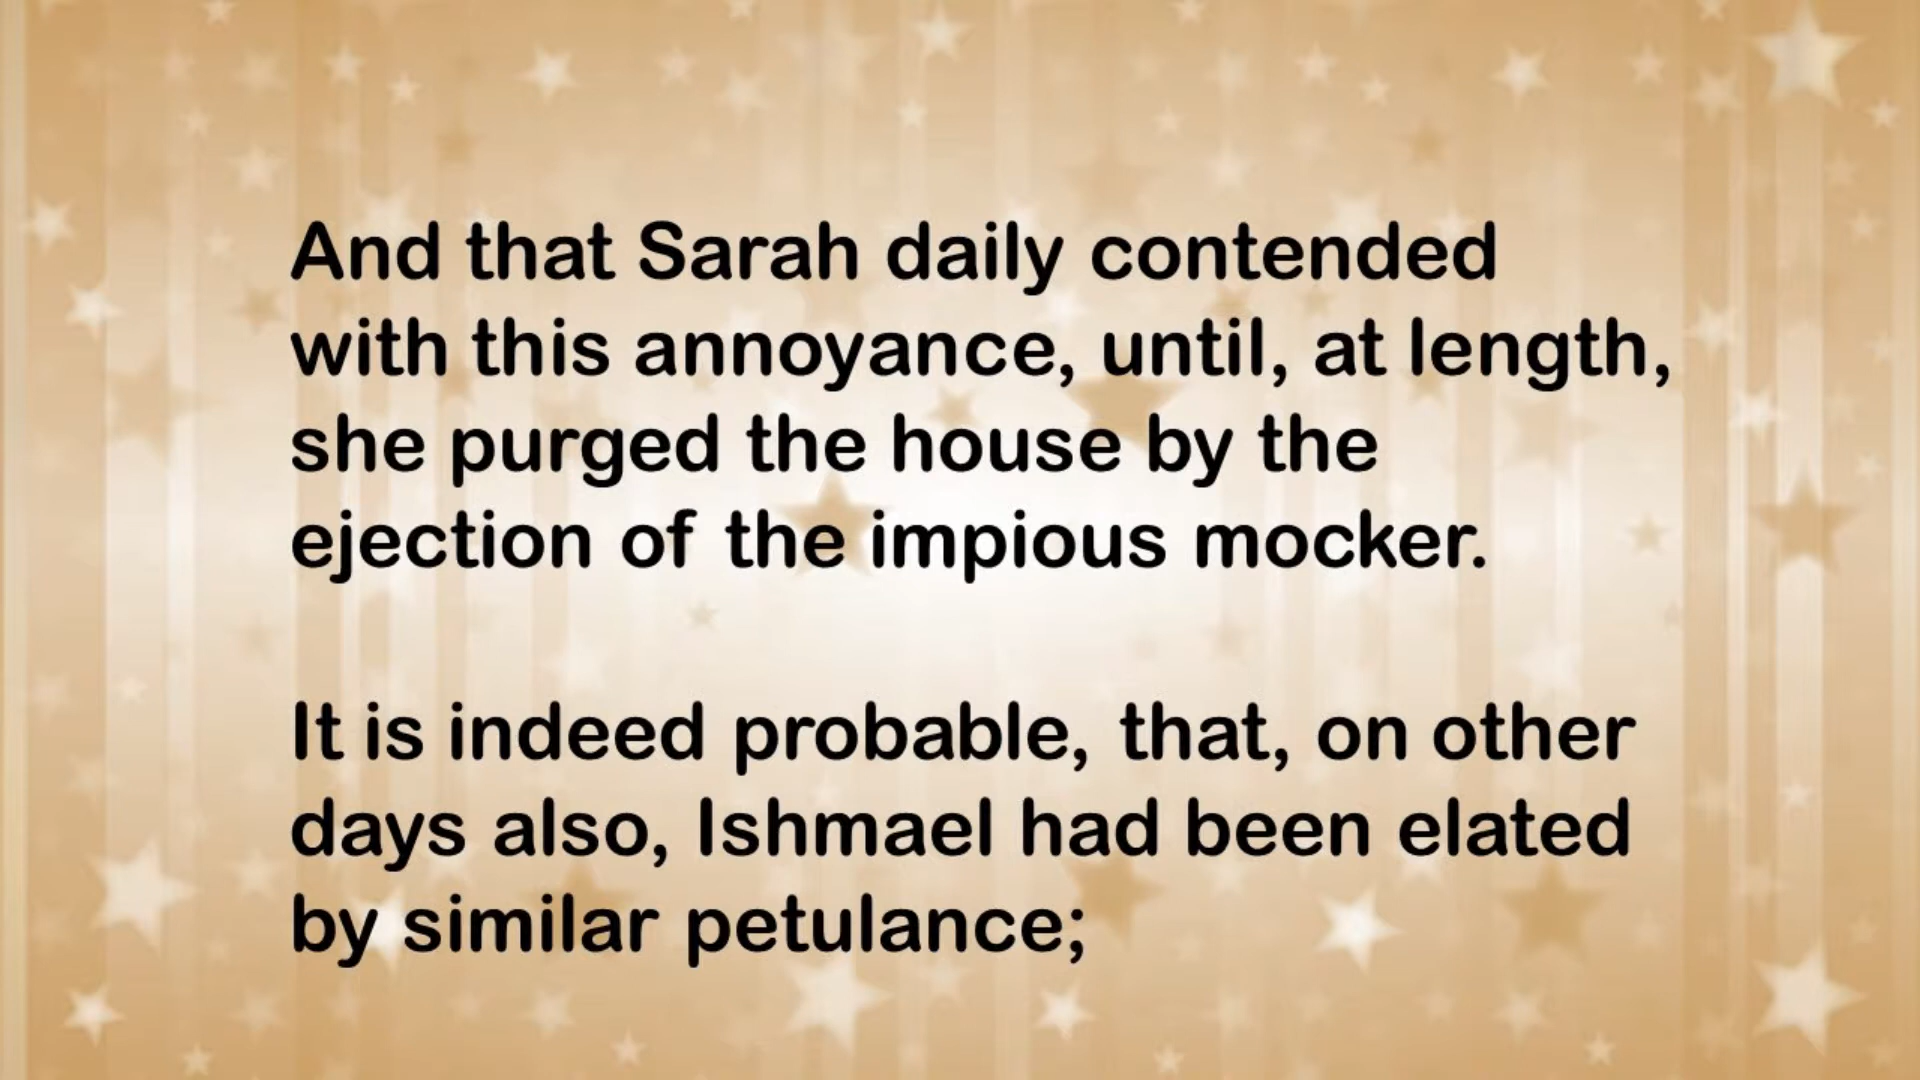 And that Sarah daily contended
with this annoyance, until, at length,
she purged the house by the
ejection of the impious mocker.
It is indeed probable, that, on other
days also, Ishmael had been elated
by similar petulance;